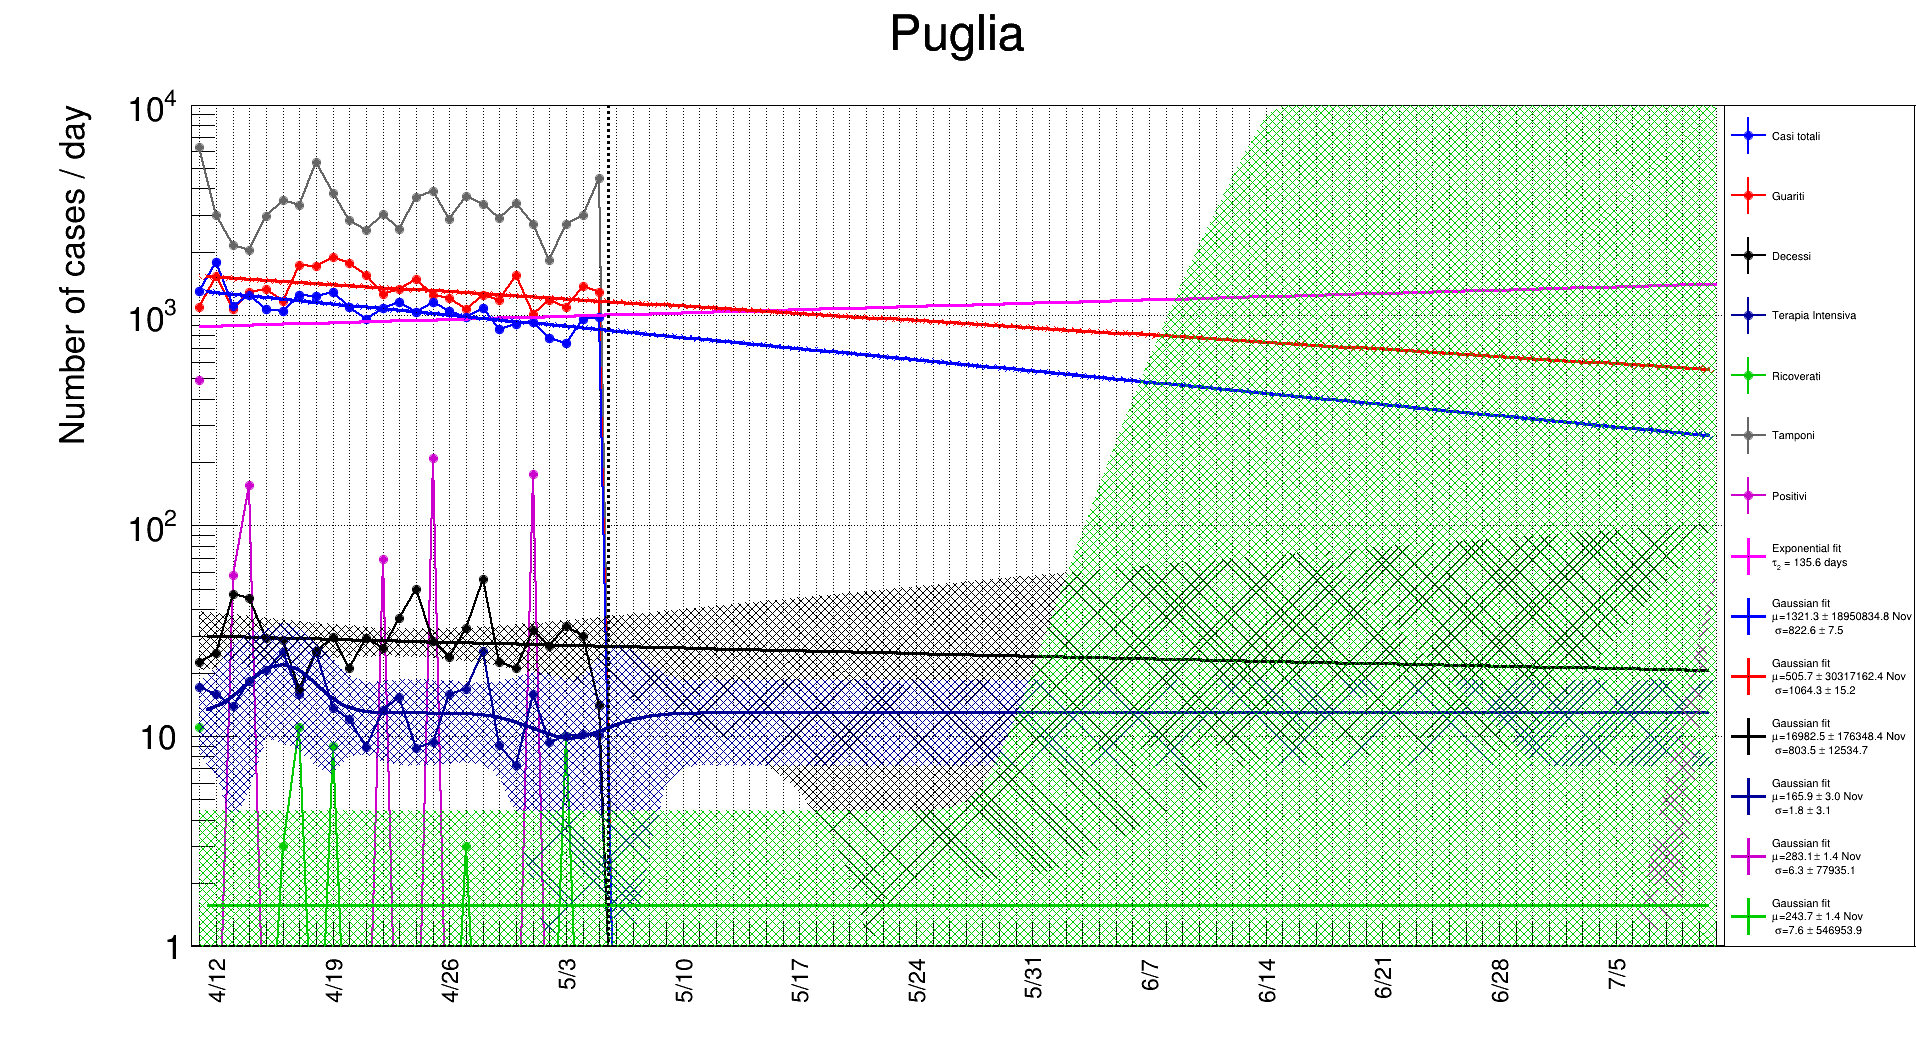 Puglia
Number of cases / day
10⁴
10³
10²
10
1
4/12
4/19
4/26
5/3
5/10
5/17
5/24
5/31
6/7
6/14
6/21
6/28
7/5
Casi totali
Guariti
Decessi
Terapia Intensiva
Ricoverati
Tamponi
Positivi
Exponential fit
τ₂ = 135.6 days
Gaussian fit
μ=1321.3 ± 18950834.8 Nov
σ=822.6 ± 7.5
Gaussian fit
μ=505.7 ± 30317162.4 Nov
σ=1064.3 ± 15.2
Gaussian fit
μ=16982.5 ± 176348.4 Nov
σ=803.5 ± 12534.7
Gaussian fit
μ=165.9 ± 3.0 Nov
σ=1.8 ± 3.1
Gaussian fit
μ=283.1 ± 1.4 Nov
σ=6.3 ± 77935.1
Gaussian fit
μ=243.7 ± 1.4 Nov
σ=7.6 ± 546953.9